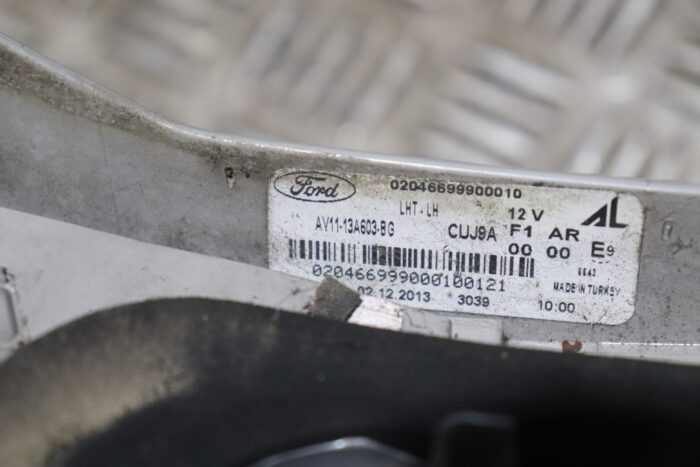 Ford
02046699900010
LHT - LH
12 V
AL
AV11-13A603-BG
CUJ9A
F1 AR
00 00
E9
020466999000100121
MADE IN TURKEY
02.12.2013
3039
10:00